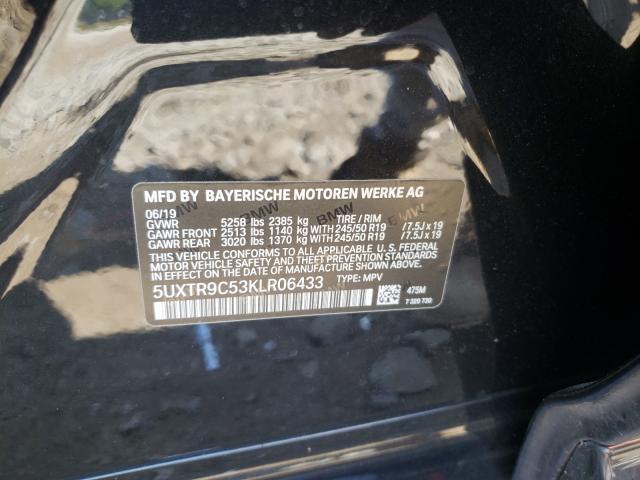 MFD BY BAYERISCHE MOTOREN WERKE AG
06/19
GVWR 5258 lbs 2385 kg TIRE / RIM
GAWR FRONT 2513 lbs 1140 kg WITH 245/50 R19 /7.5J x 19
GAWR REAR 3020 lbs 1370 kg WITH 245/50 R19 /7.5J x 19
THIS VEHICLE CONFORMS TO ALL APPLICABLE U.S. FEDERAL
MOTOR VEHICLE SAFETY, BUMPER, AND THEFT PREVENTION STANDARDS
IN EFFECT ON THE DATE OF MANUFACTURE SHOWN ABOVE.
5UXTR9C53KLR06433 TYPE: MPV
475M
7 320 730